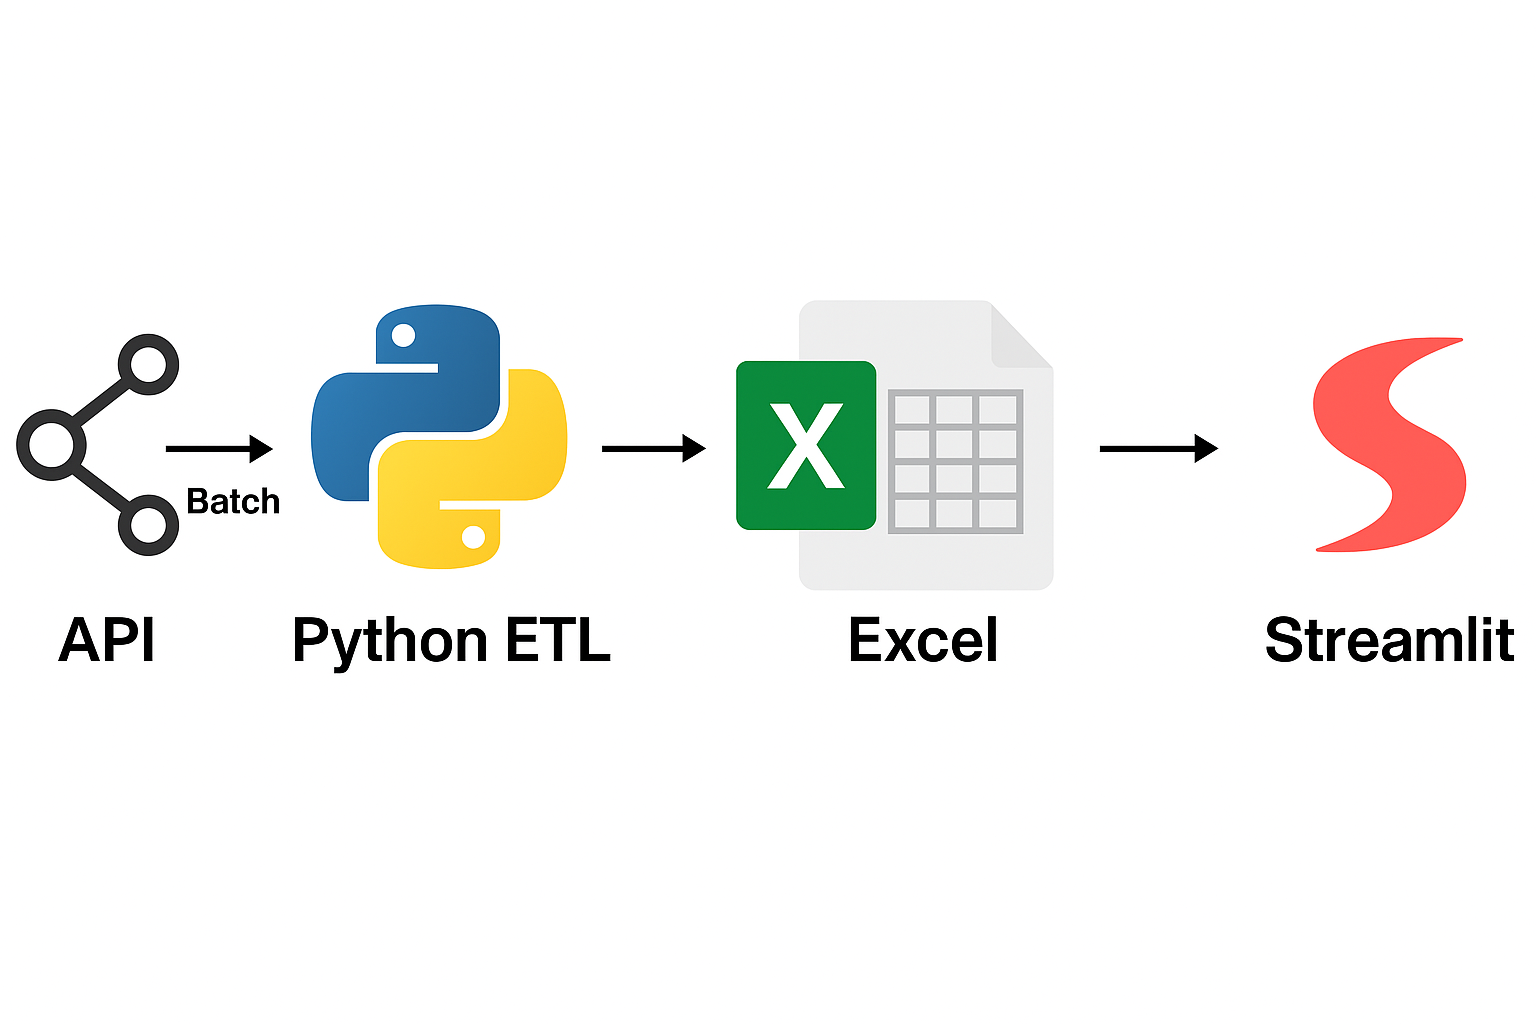 Batch
X
API
Python ETL
Excel
Streamlit